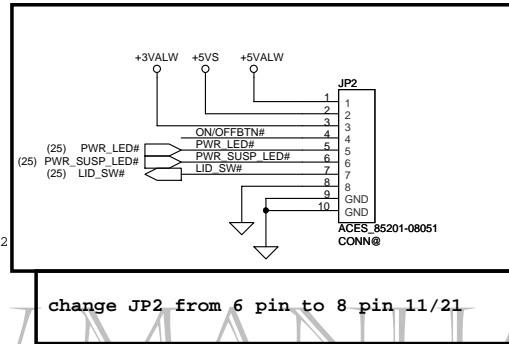 +3VALW +5VS +5VALW
JP2
1 1
2 2
3 3
ON/OFFBTN# 4 4
(25) PWR_LED# PWR_LED# 5 5
(25) PWR_SUSP_LED# PWR_SUSP_LED# 6 6
(25) LID_SW# LID_SW# 7 7
8 8
9 GND
10 GND
ACES_85201-08051
CONN@
2
change JP2 from 6 pin to 8 pin 11/21